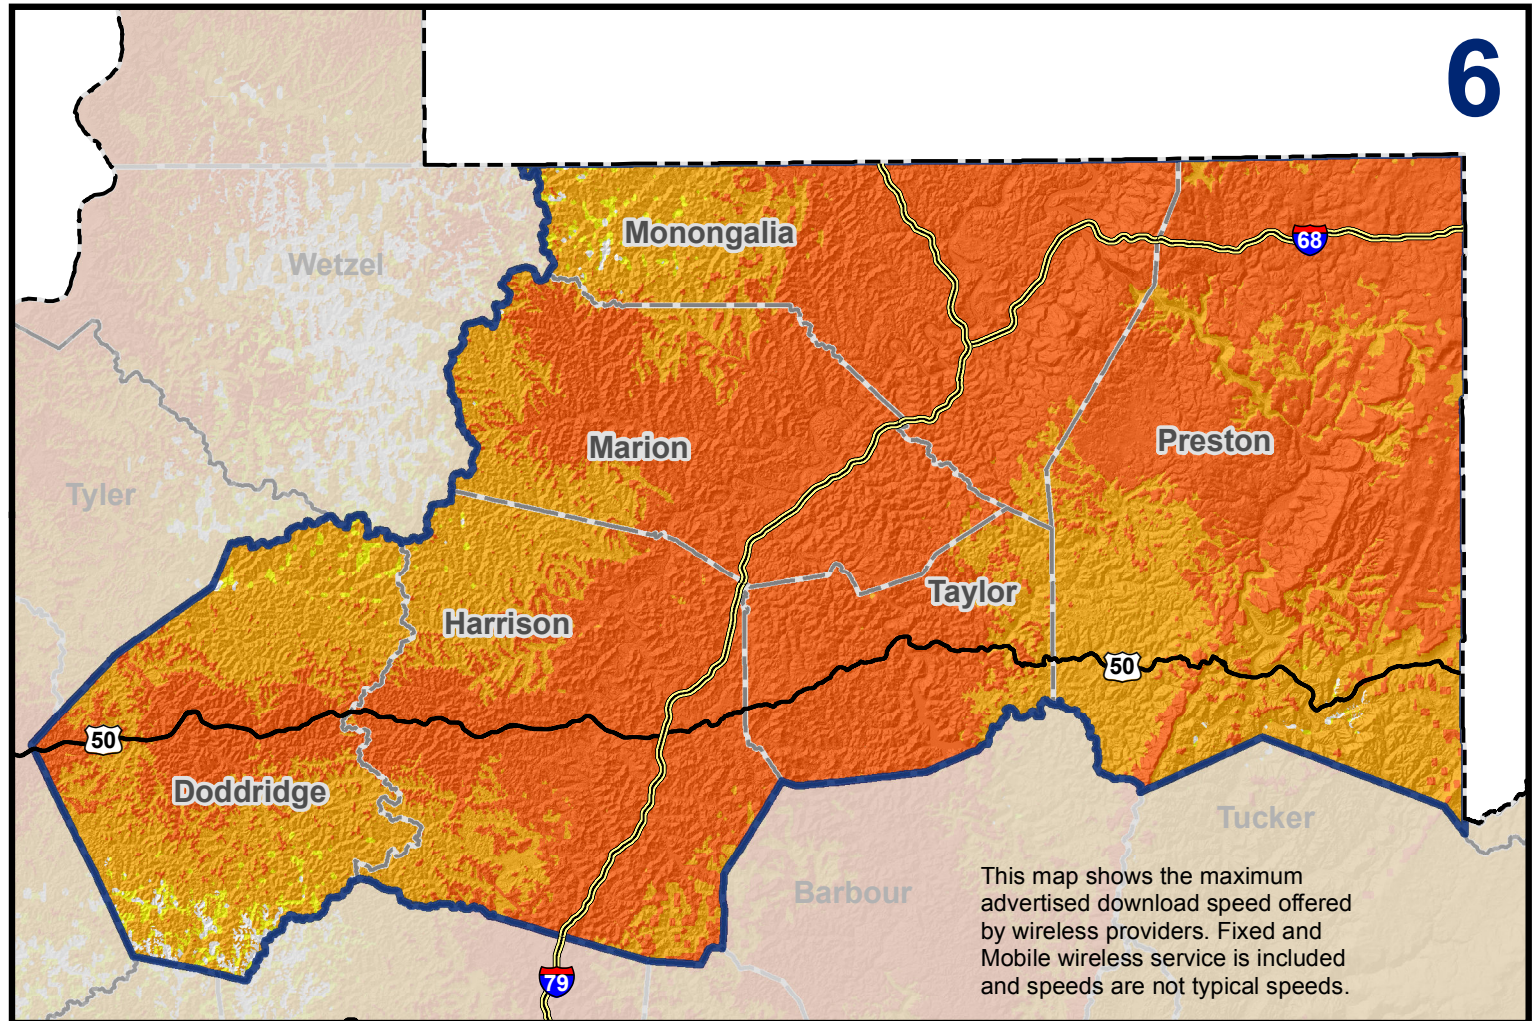 6
Monongalia
68
Wetzel
Marion
Preston
Tyler
Taylor
Harrison
50
50
Doddridge
Tucker
Barbour
This map shows the maximum
advertised download speed offered
by wireless providers. Fixed and
Mobile wireless service is included
and speeds are not typical speeds.
79